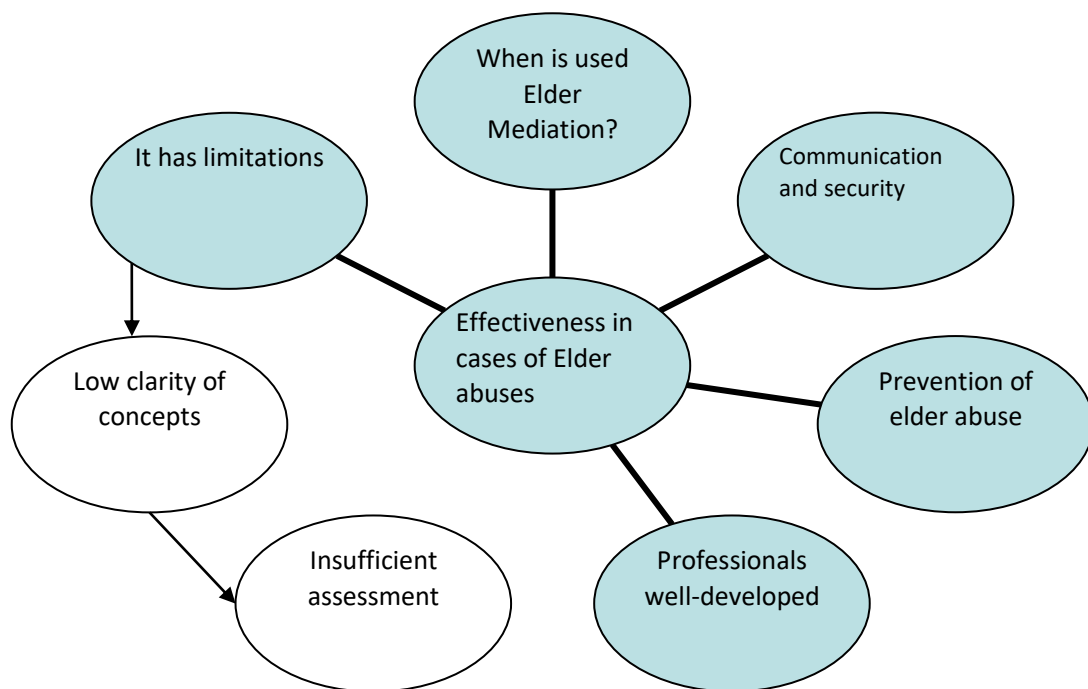 When is used
Elder
Mediation?
It has limitations
Communication
and security
Effectiveness in
cases of Elder
abuses
Low clarity of
concepts
Prevention of
elder abuse
Insufficient
assessment
Professionals
well-developed